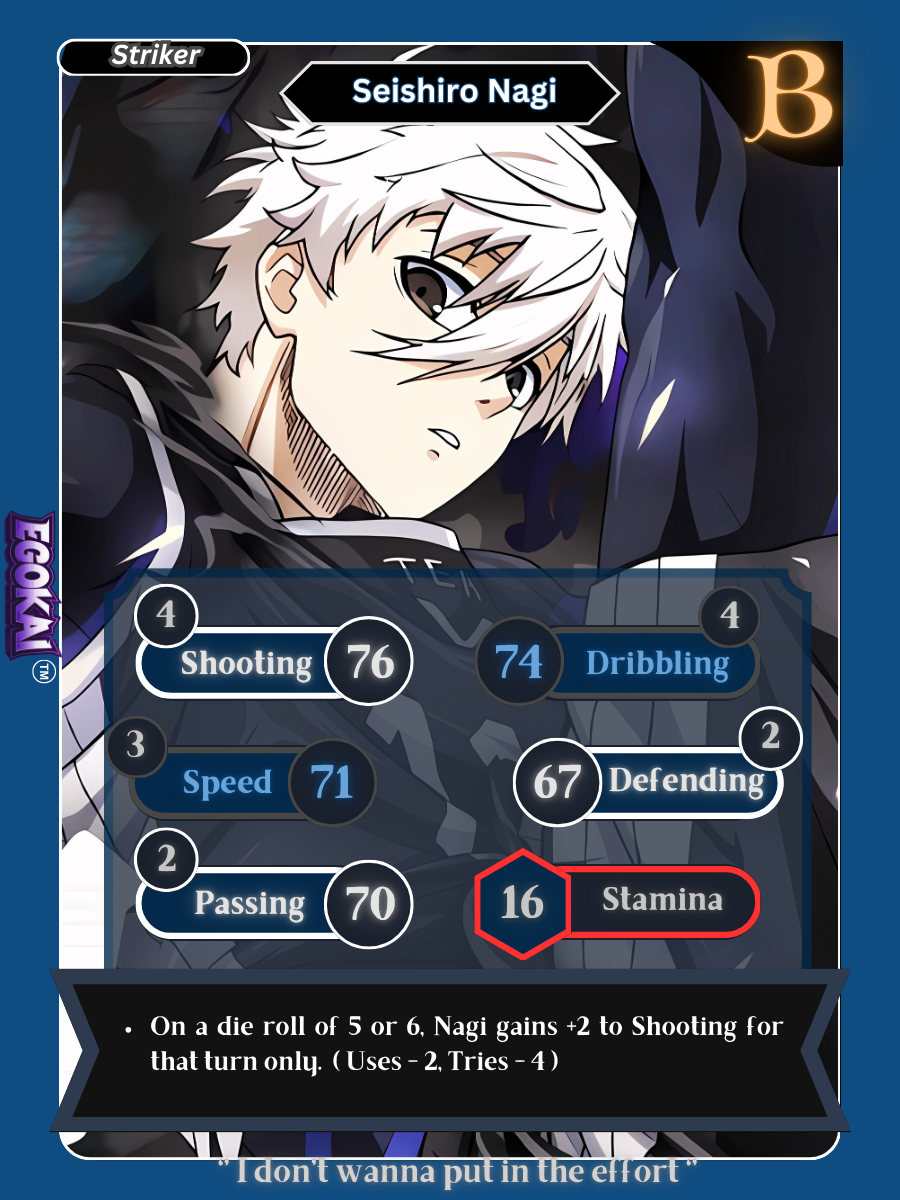 Striker
Seishiro Nagi
B
4
Shooting 76
4
74 Dribbling
3
Speed 71
2
67 Defending
2
Passing 70
16 Stamina
EGOKAI
TM
• On a die roll of 5 or 6, Nagi gains +2 to Shooting for
that turn only. ( Uses - 2, Tries - 4 )
" I don't wanna put in the effort "